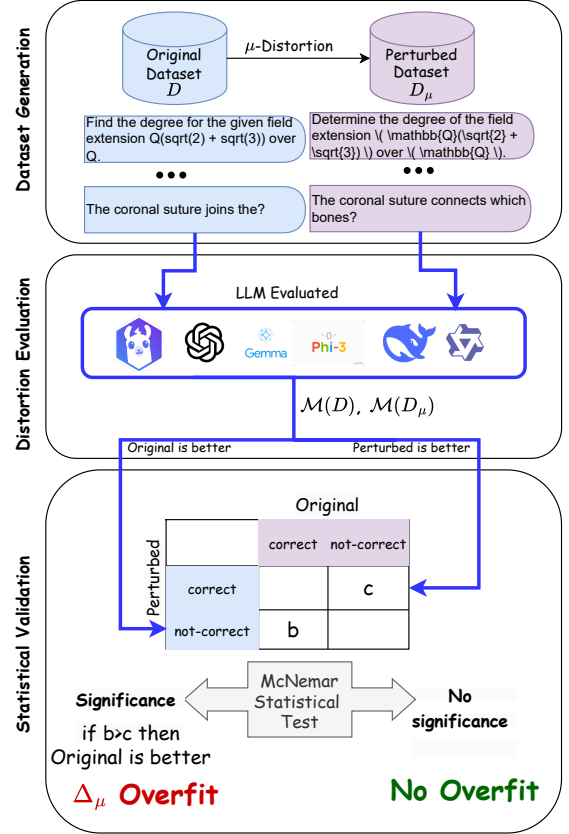 Dataset Generation
Original
Dataset
D
μ-Distortion
Perturbed
Dataset
D_μ
Find the degree for the given field
extension Q(sqrt(2) + sqrt(3)) over
Q.
Determine the degree of the field
extension \( \mathbb{Q}(\sqrt{2} +
\sqrt{3}) \) over \( \mathbb{Q} \).
•••
•••
The coronal suture joins the?
The coronal suture connects which
bones?
Distortion Evaluation
LLM Evaluated
Gemma
Phi-3
M(D), M(D_μ)
Original is better
Perturbed is better
Statistical Validation
Original
Perturbed
correct
not-correct
correct
c
not-correct
b
McNemar
Statistical
Test
Significance
if b>c then
Original is better
Δ_μ Overfit
No
significance
No Overfit